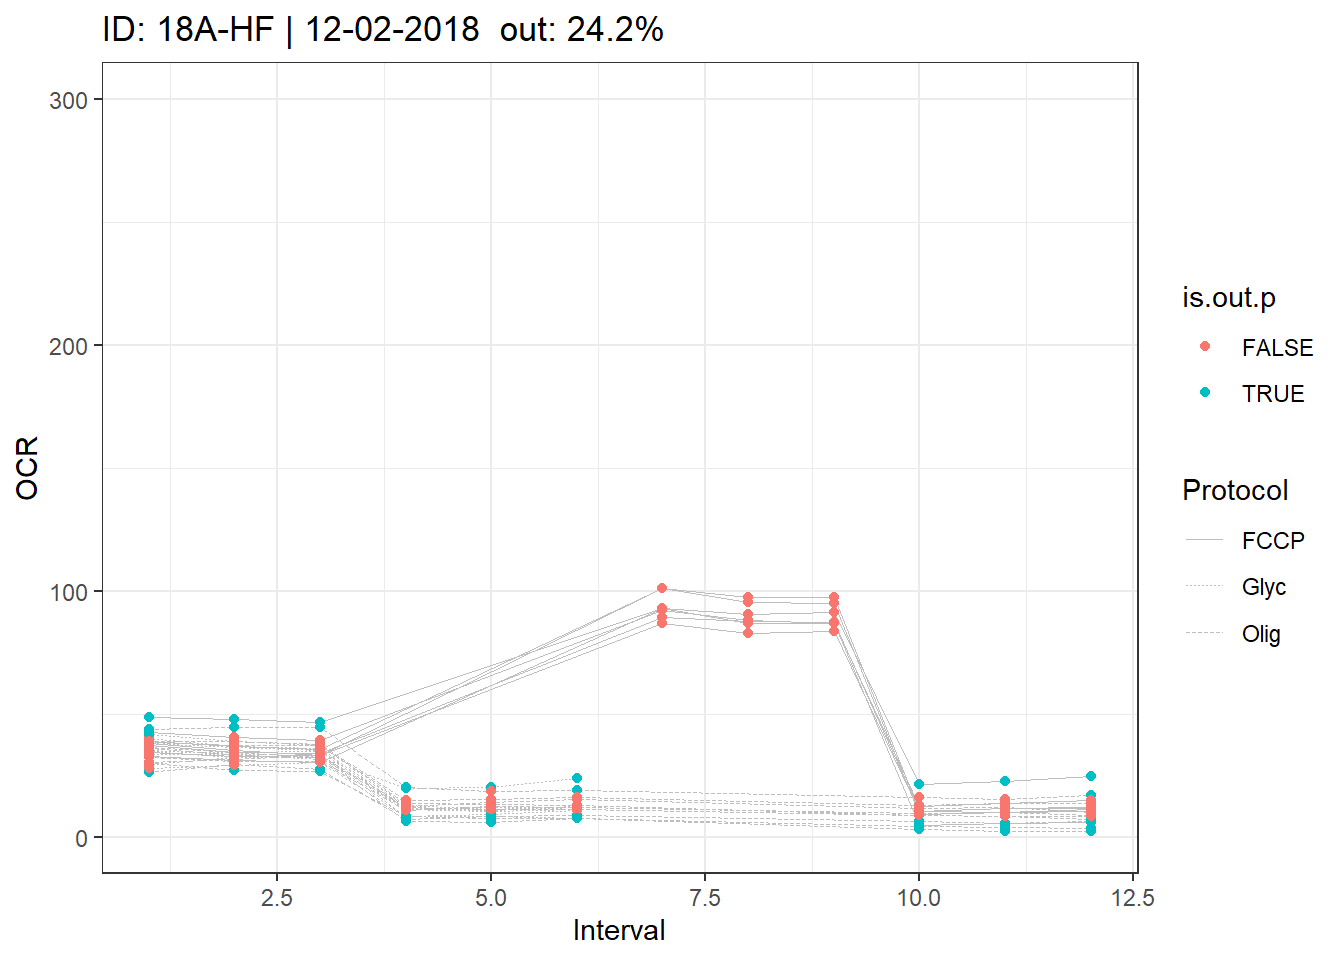 ID: 18A-HF | 12-02-2018  out: 24.2%
300
200
100
0
OCR
2.5
5.0
7.5
10.0
12.5
Interval
is.out.p
FALSE
TRUE
Protocol
FCCP
Glyc
Olig